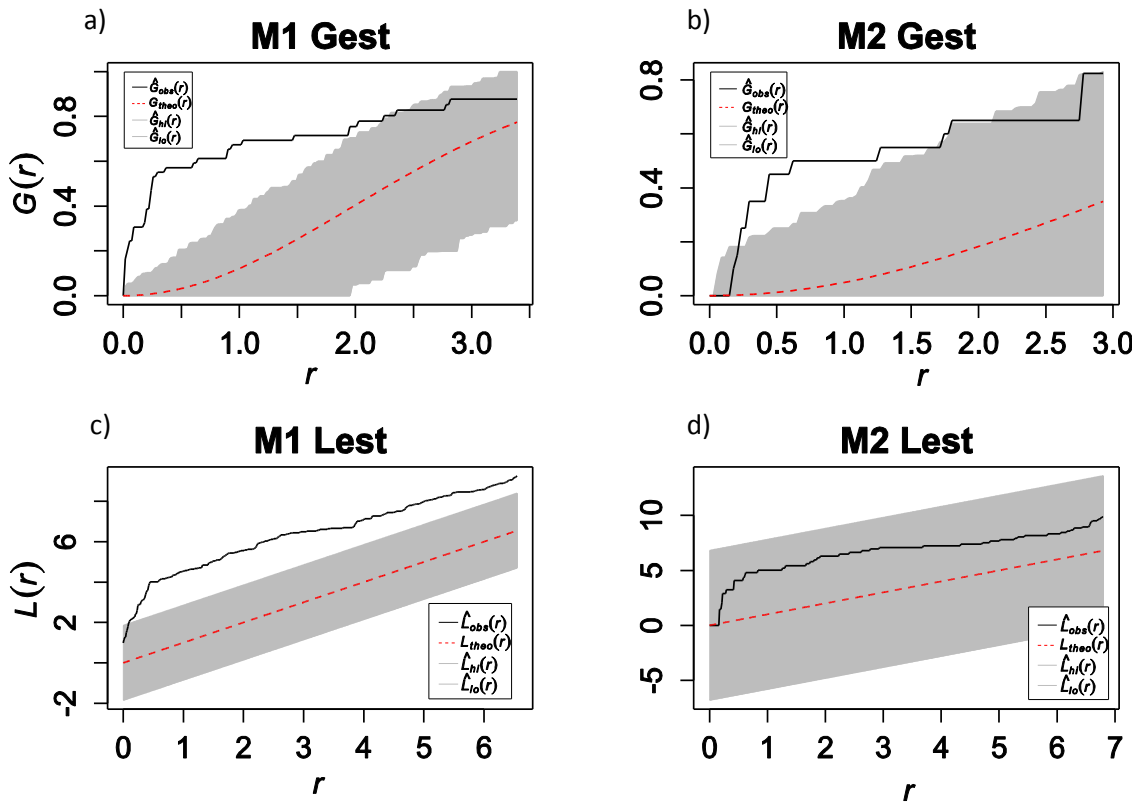 a)
M1 Gest
Ĝobs(r)
Gtheo(r)
Ĝhi(r)
Ĝlo(r)
G(r)
0.0 0.4 0.8
0.0 1.0 2.0 3.0
r
b)
M2 Gest
Ĝobs(r)
Gtheo(r)
Ĝhi(r)
Ĝlo(r)
0.0 0.4 0.8
0.0 0.5 1.0 1.5 2.0 2.5 3.0
r
c)
M1 Lest
L(r)
-2 2 6
L̂obs(r)
Ltheo(r)
L̂hi(r)
L̂lo(r)
0 1 2 3 4 5 6
r
d)
M2 Lest
-5 0 5 10
L̂obs(r)
Ltheo(r)
L̂hi(r)
L̂lo(r)
0 1 2 3 4 5 6 7
r